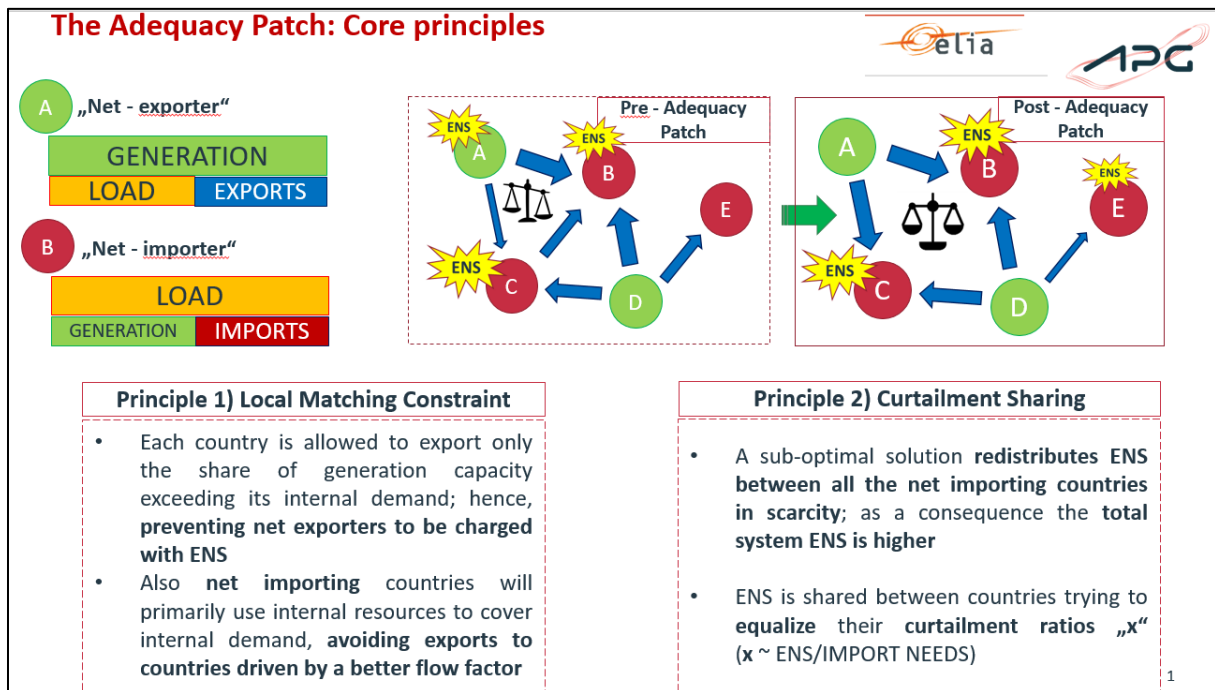 The Adequacy Patch: Core principles
elia
APG
A
„Net - exporter“
GENERATION
LOAD
EXPORTS
B
„Net - importer“
LOAD
GENERATION
IMPORTS
Pre - Adequacy
Patch
ENS
A
ENS
B
E
ENS
C
D
Post - Adequacy
Patch
A
ENS
B
ENS
E
ENS
C
D
Principle 1) Local Matching Constraint
• Each country is allowed to export only
the share of generation capacity
exceeding its internal demand; hence,
preventing net exporters to be charged
with ENS
• Also net importing countries will
primarily use internal resources to cover
internal demand, avoiding exports to
countries driven by a better flow factor
Principle 2) Curtailment Sharing
• A sub-optimal solution redistributes ENS
between all the net importing countries
in scarcity; as a consequence the total
system ENS is higher
• ENS is shared between countries trying to
equalize their curtailment ratios „x“
(x ~ ENS/IMPORT NEEDS)
1